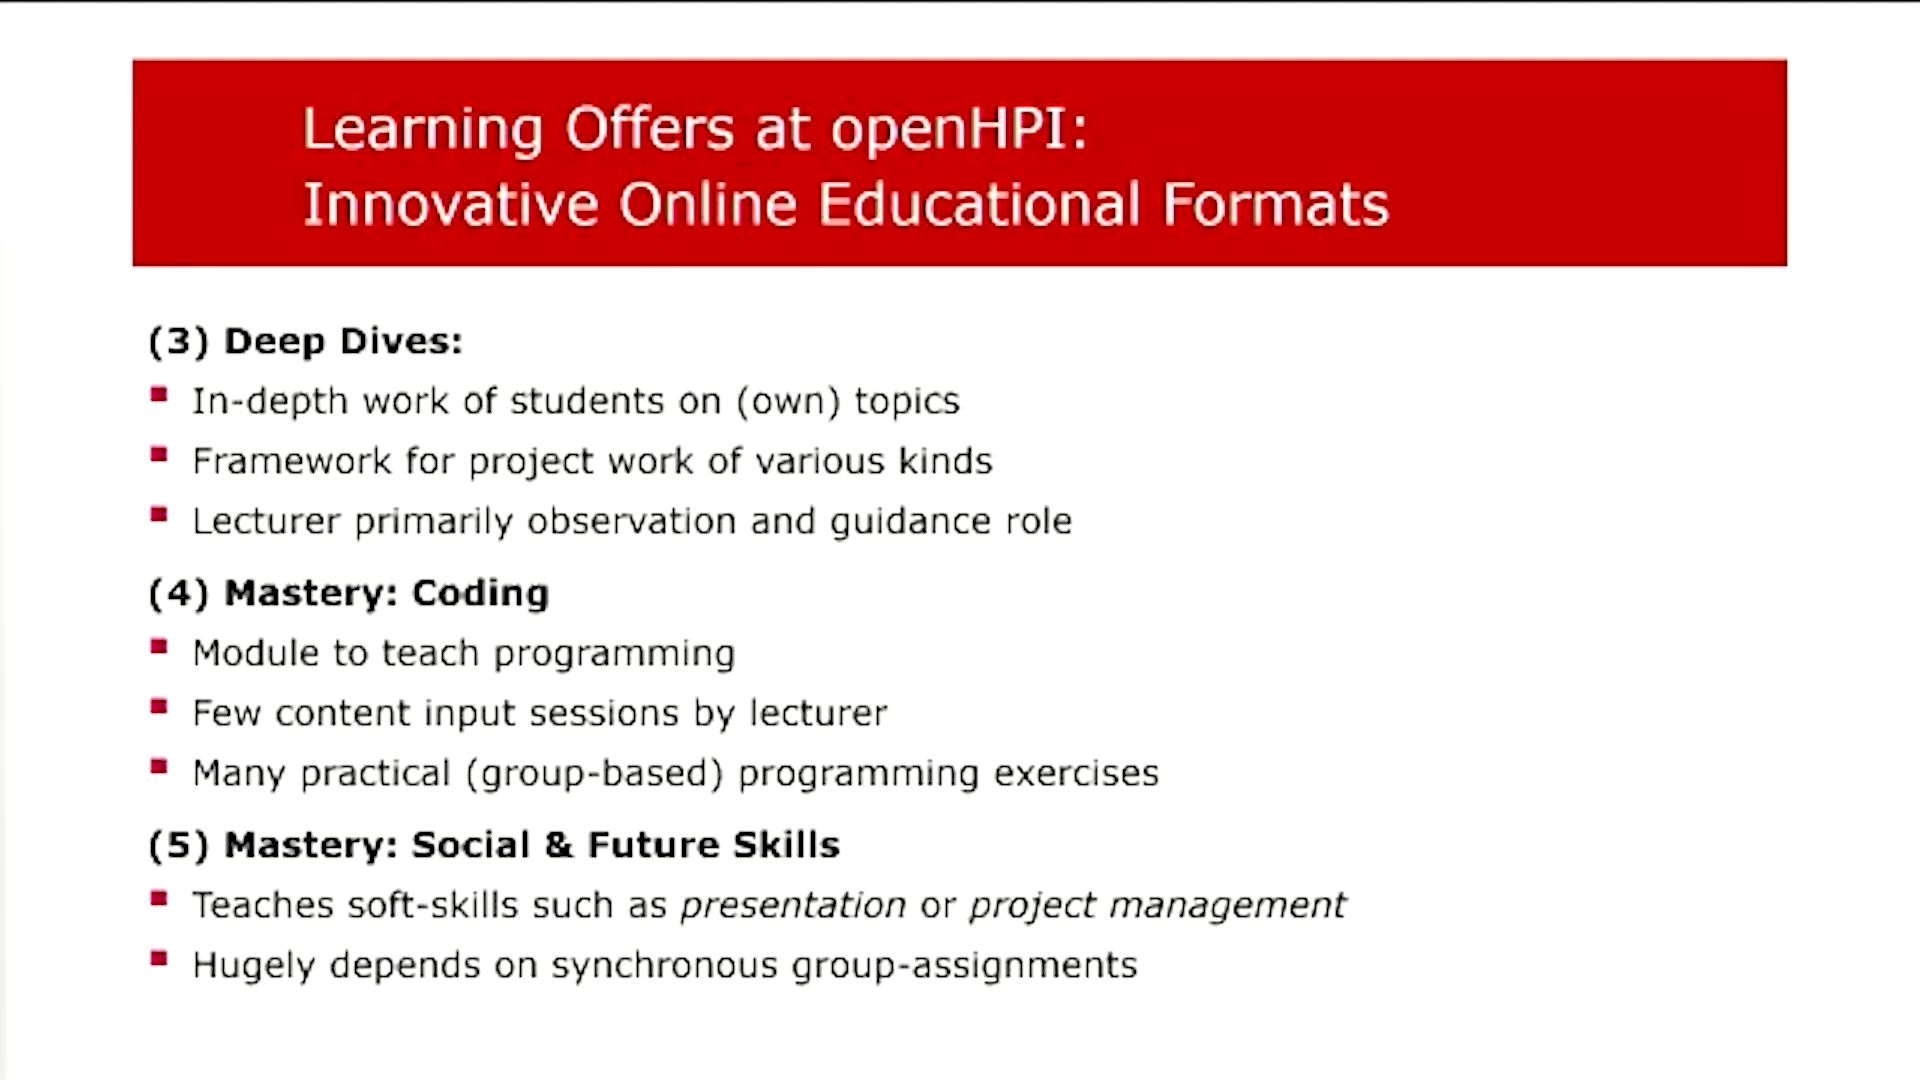 Learning Offers at openHPI:
Innovative Online Educational Formats
(3) Deep Dives:
In-depth work of students on (own) topics
Framework for project work of various kinds
Lecturer primarily observation and guidance role
(4) Mastery: Coding
Module to teach programming
Few content input sessions by lecturer
Many practical (group-based) programming exercises
(5) Mastery: Social & Future Skills
Teaches soft-skills such as presentation or project management
Hugely depends on synchronous group-assignments